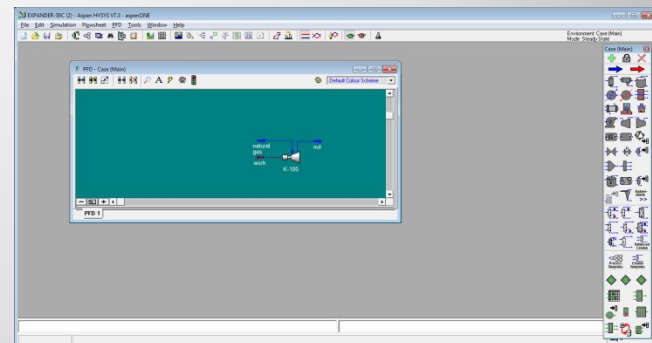 EXPANDER-30C (2) - Aspen HYSYS V7.3 - aspenONE
File Edit Simulation Flowsheet PFD Tools Window Help
Environment: Case (Main)
Mode: Steady State
Case (Main)
PFD - Case (Main)
Default Colour Scheme
natural
gas
out
work
K-100
PFD 1